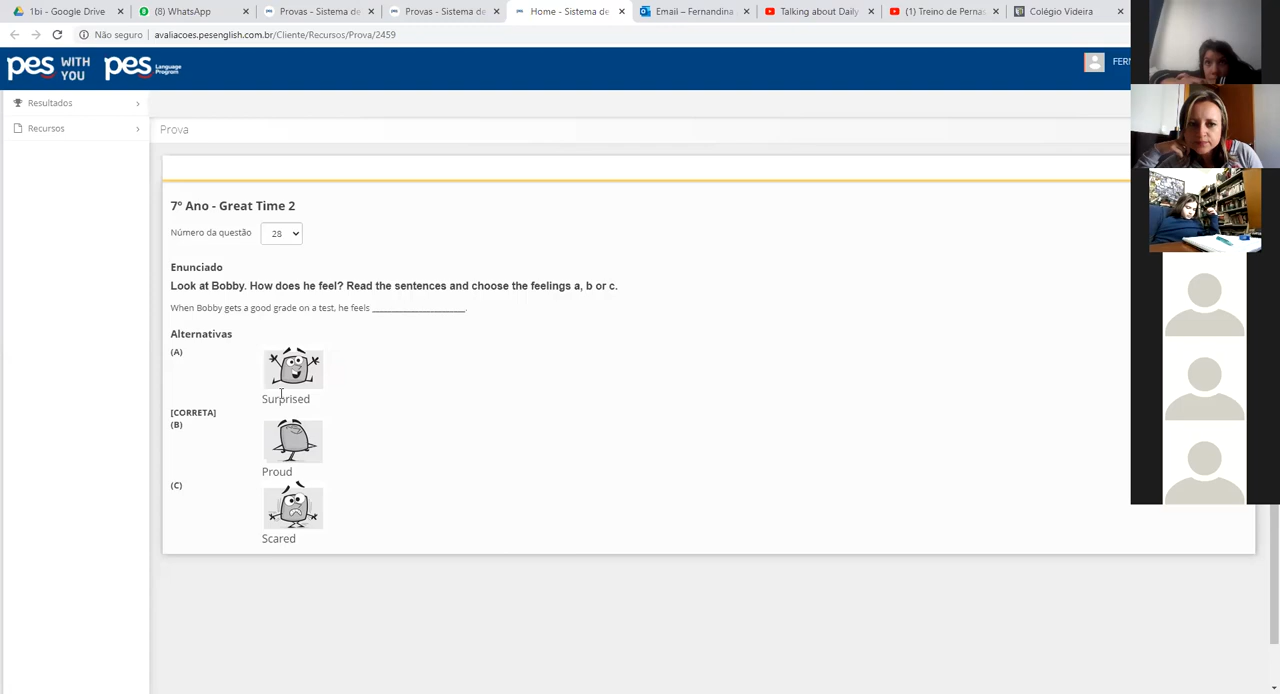 1bi - Google Drive
(8) WhatsApp
Provas - Sistema de
Provas - Sistema de
Home - Sistema de
Email – Fernandina
Talking about Daily
(1) Treino de Pernas
Colégio Videira
Não seguro
avaliacoes.pesenglish.com.br/Cliente/Recursos/Prova/2459
pes WITH YOU
pes Language Program
FERN
Resultados
Recursos
Prova
7º Ano - Great Time 2
Número da questão 28
Enunciado
Look at Bobby. How does he feel? Read the sentences and choose the feelings a, b or c.
When Bobby gets a good grade on a test, he feels ____________________.
Alternativas
(A)
Surprised
[CORRETA]
(B)
Proud
(C)
Scared